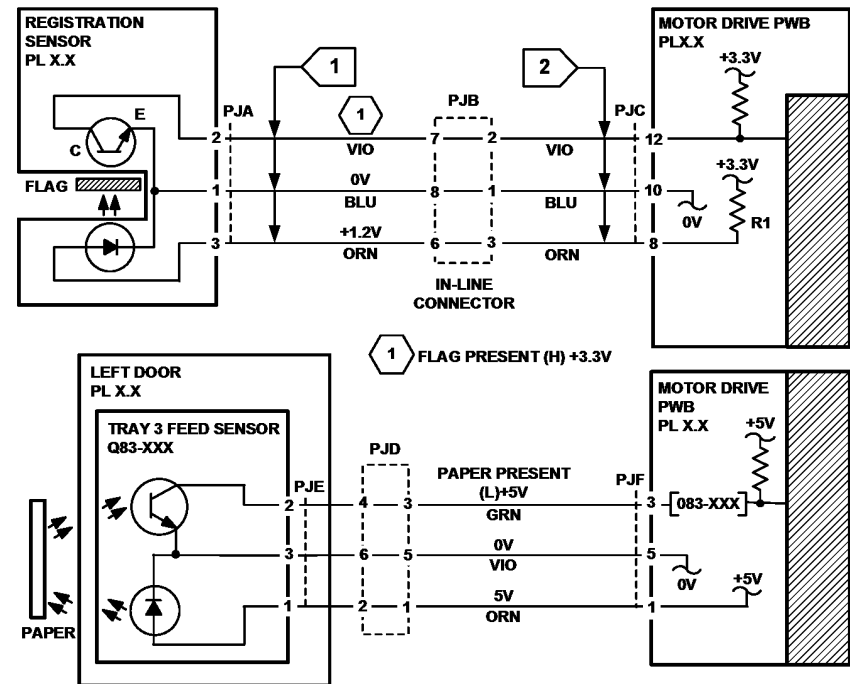 REGISTRATION
SENSOR
PL X.X
MOTOR DRIVE PWB
PLX.X
+3.3V
1
2
PJA
1
PJB
PJC
E
C
2
VIO
7
2
VIO
12
+3.3V
FLAG
1
0V
BLU
8
1
BLU
10
0V
R1
3
+1.2V
ORN
6
3
ORN
8
IN-LINE
CONNECTOR
1
FLAG PRESENT (H) +3.3V
LEFT DOOR
PL X.X
MOTOR DRIVE
PWB
PL X.X
+5V
TRAY 3 FEED SENSOR
Q83-XXX
PJE
PJD
PAPER PRESENT
(L)+5V
PJF
2
4
3
GRN
3
083-XXX
3
6
5
0V
VIO
5
0V
+5V
1
2
1
5V
ORN
1
PAPER